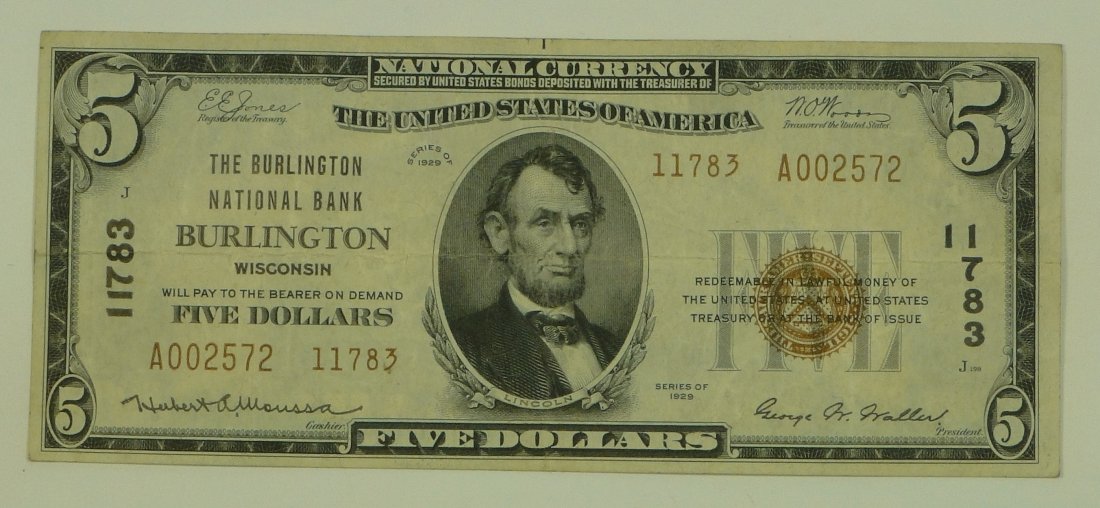 NATIONAL CURRENCY
SECURED BY UNITED STATES BONDS DEPOSITED WITH THE TREASURER OF
THE UNITED STATES OF AMERICA
5
5
E.E. Jones
Register of the Treasury.
W.O. Woods
Treasurer of the United States.
SERIES OF
1929
11783 A002572
THE BURLINGTON
NATIONAL BANK
BURLINGTON
WISCONSIN
WILL PAY TO THE BEARER ON DEMAND
FIVE DOLLARS
J
11783
A002572 11783
LINCOLN
FIVE
REDEEMABLE IN LAWFUL MONEY OF
THE UNITED STATES AT UNITED STATES
TREASURY OR AT THE BANK OF ISSUE
11783
J 198
SERIES OF
1929
Cashier.
George W. Waller.
President.
5
FIVE DOLLARS
5